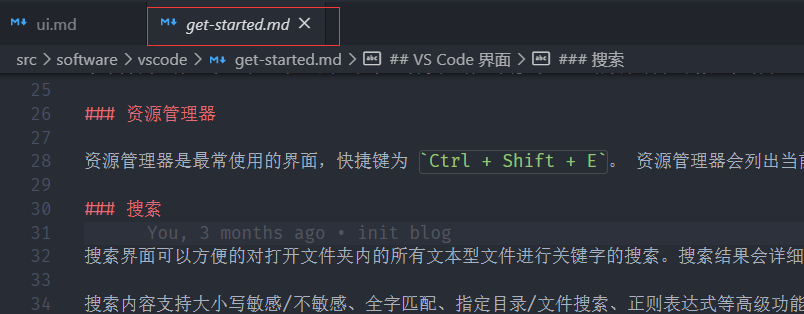 ui.md
get-started.md
src > software > vscode > get-started.md > ## VS Code 界面 > ### 搜索
25
26 ### 资源管理器
27
28 资源管理器是最常使用的界面，快捷键为 `Ctrl + Shift + E`。 资源管理器会列出当前
29
30 ### 搜索
31 You, 3 months ago • init blog
32 搜索界面可以方便的对打开文件夹内的所有文本型文件进行关键字的搜索。搜索结果会详细
33
34 搜索内容支持大小写敏感/不敏感、全字匹配、指定目录/文件搜索、正则表达式等高级功能